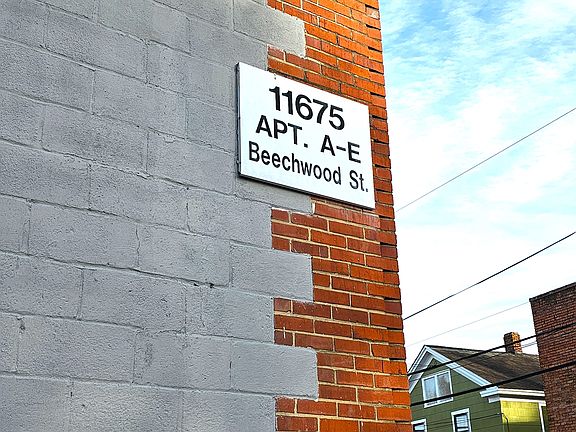 11675
APT. A-E
Beechwood St.